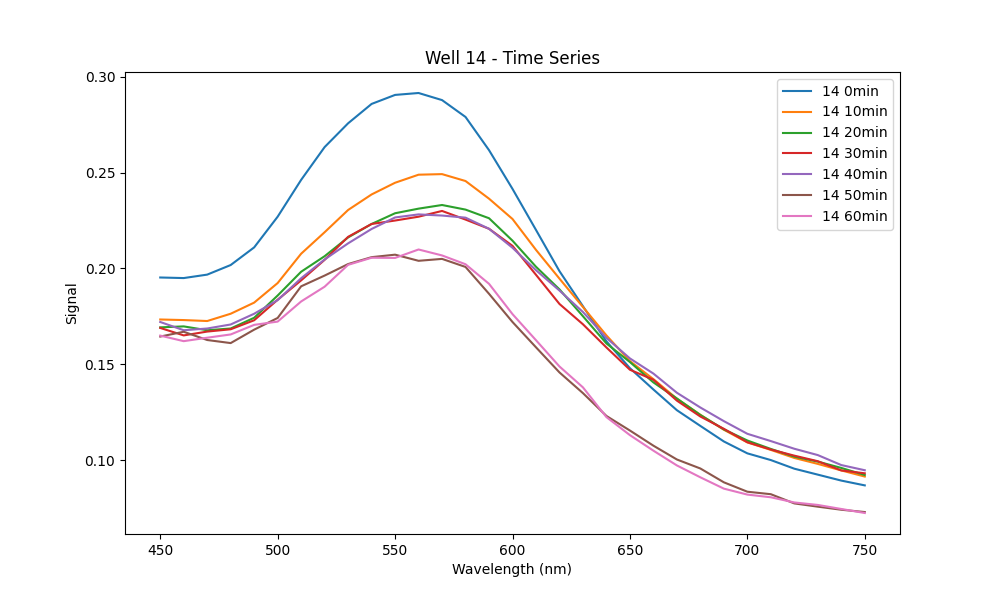 Well 14 - Time Series
0.30
0.25
0.20
0.15
0.10
Signal
450 500 550 600 650 700 750
Wavelength (nm)
14 0min
14 10min
14 20min
14 30min
14 40min
14 50min
14 60min